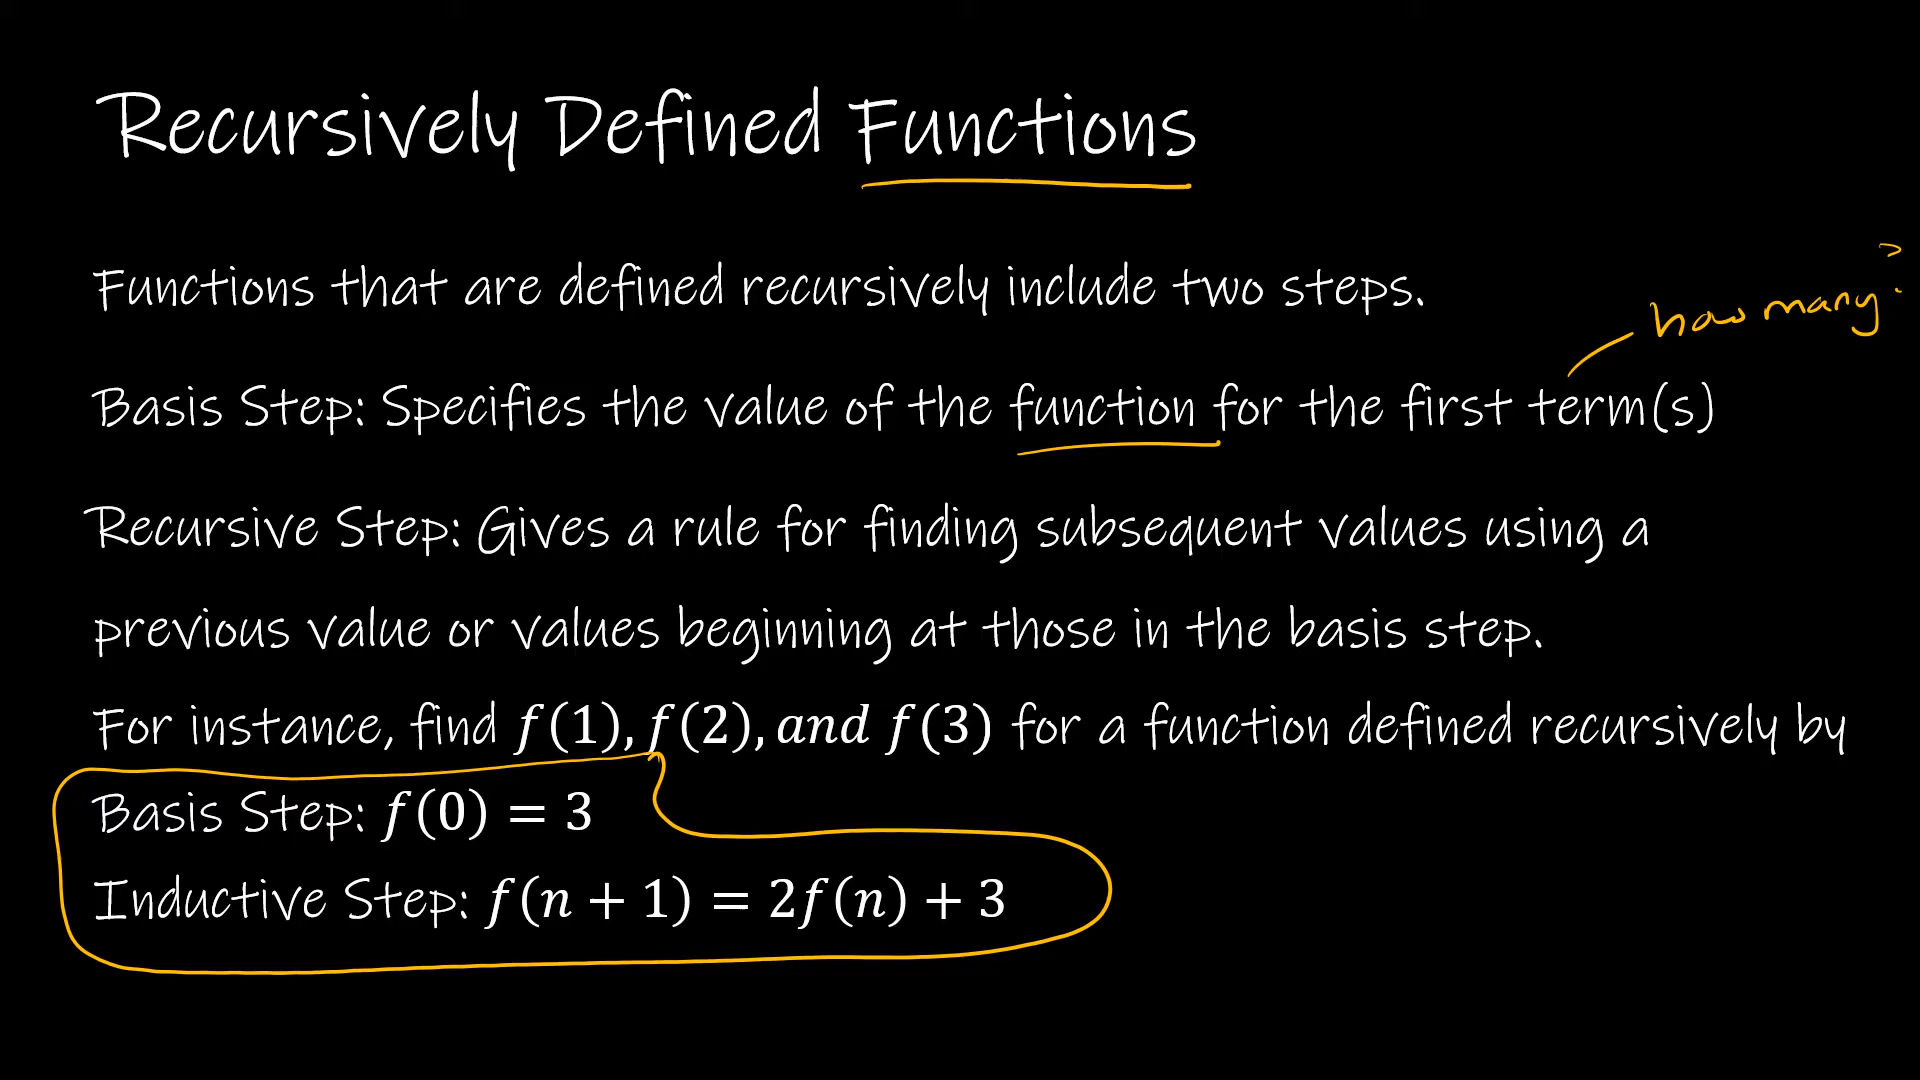 Recursively Defined Functions
Functions that are defined recursively include two steps.
how many?
Basis Step: Specifies the value of the function for the first term(s)
Recursive Step: Gives a rule for finding subsequent values using a
previous value or values beginning at those in the basis step.
For instance, find f(1), f(2), and f(3) for a function defined recursively by
Basis Step: f(0) = 3
Inductive Step: f(n + 1) = 2f(n) + 3